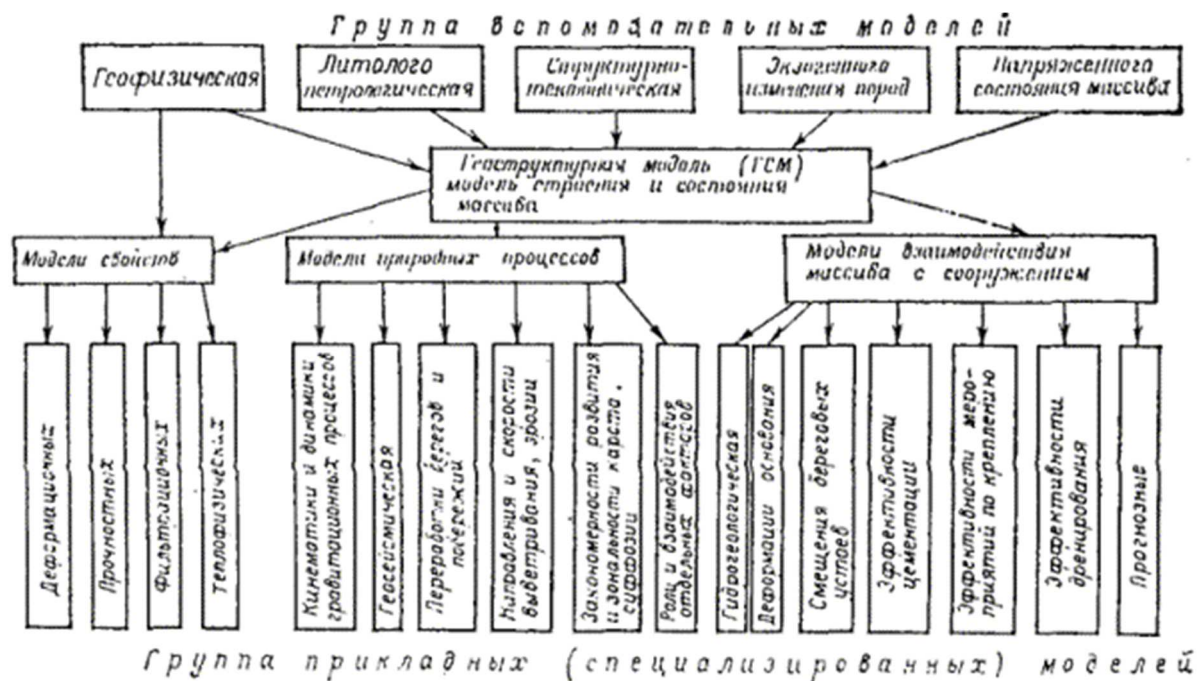 Группа вспомогательных моделей
Геофизическая
Литолого
петрологическая
Структурно-
тектоническая
Экзогенного
изменения пород
Напряженного
состояния массива
Геоструктурная модель (ГСМ)
модель строения и состояния
массива
Модели свойств
Модели природных процессов
Модели взаимодействия
массива с сооружением
Деформационных
Прочностных
Фильтрационных
Теплофизических
Кинематики и динамики
гравитационных процессов
Геосейсмическая
Переработки берегов и
побережий
Направления и скорости
выветривания, эрозии
Закономерности развития
и зональности карста,
суффозии
Роли и взаимодействия
отдельных факторов
Гидрогеологическая
Деформации основания
Смещения береговых
устоев
Эффективности
цементации
Эффективности меро-
приятий по креплению
Эффективности
дренирования
Прогнозные
Группа прикладных (специализированных) моделей